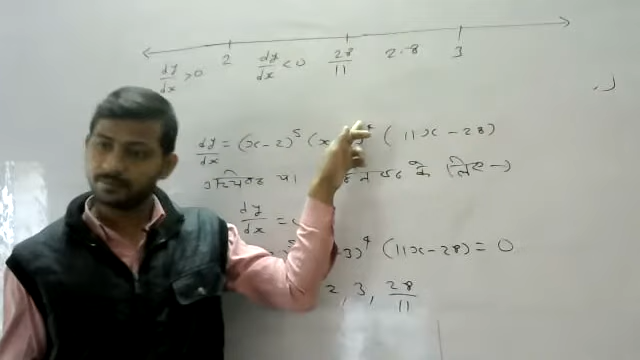 2 28/11 2.8 3
dy/dx > 0 dy/dx < 0
dy/dx = (x-2)^5 (x (11x-28)
उच्चिष्ठ या के लिए -
dy/dx =
3)^4 (11x-28) = 0
2, 3, 28/11